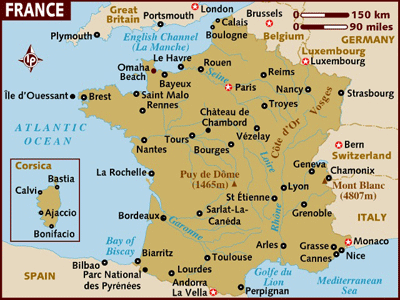 FRANCE
London
Great
Britain
Portsmouth
Plymouth
Calais
Boulogne
Brussels
Belgium
150 km
90 miles
GERMANY
Luxembourg
Luxembourg
English Channel
(La Manche)
Omaha
Beach
Le Havre
Rouen
Seine
Reims
Bayeux
Paris
Nancy
Vosges
Strasbourg
Île d'Ouessant
Brest
Saint Malo
Rennes
Château de
Chambord
Troyes
Côte d'Or
ATLANTIC
OCEAN
Nantes
Tours
Bourges
Vézelay
Loire
Bern
Switzerland
Corsica
Bastia
Calvi
Ajaccio
Bonifacio
La Rochelle
Puy de Dôme
(1465m)
Geneva
Chamonix
Mont Blanc
(4807m)
Lyon
St Étienne
Rhône
Grenoble
ITALY
Bordeaux
Garonne
Sarlat-La-
Canéda
Bay of
Biscay
Biarritz
Bilbao
Parc National
des Pyrénées
Lourdes
Toulouse
Arles
Grasse
Cannes
Nice
Monaco
SPAIN
Andorra
La Vella
Golfe du
Lion
Perpignan
Mediterranean
Sea